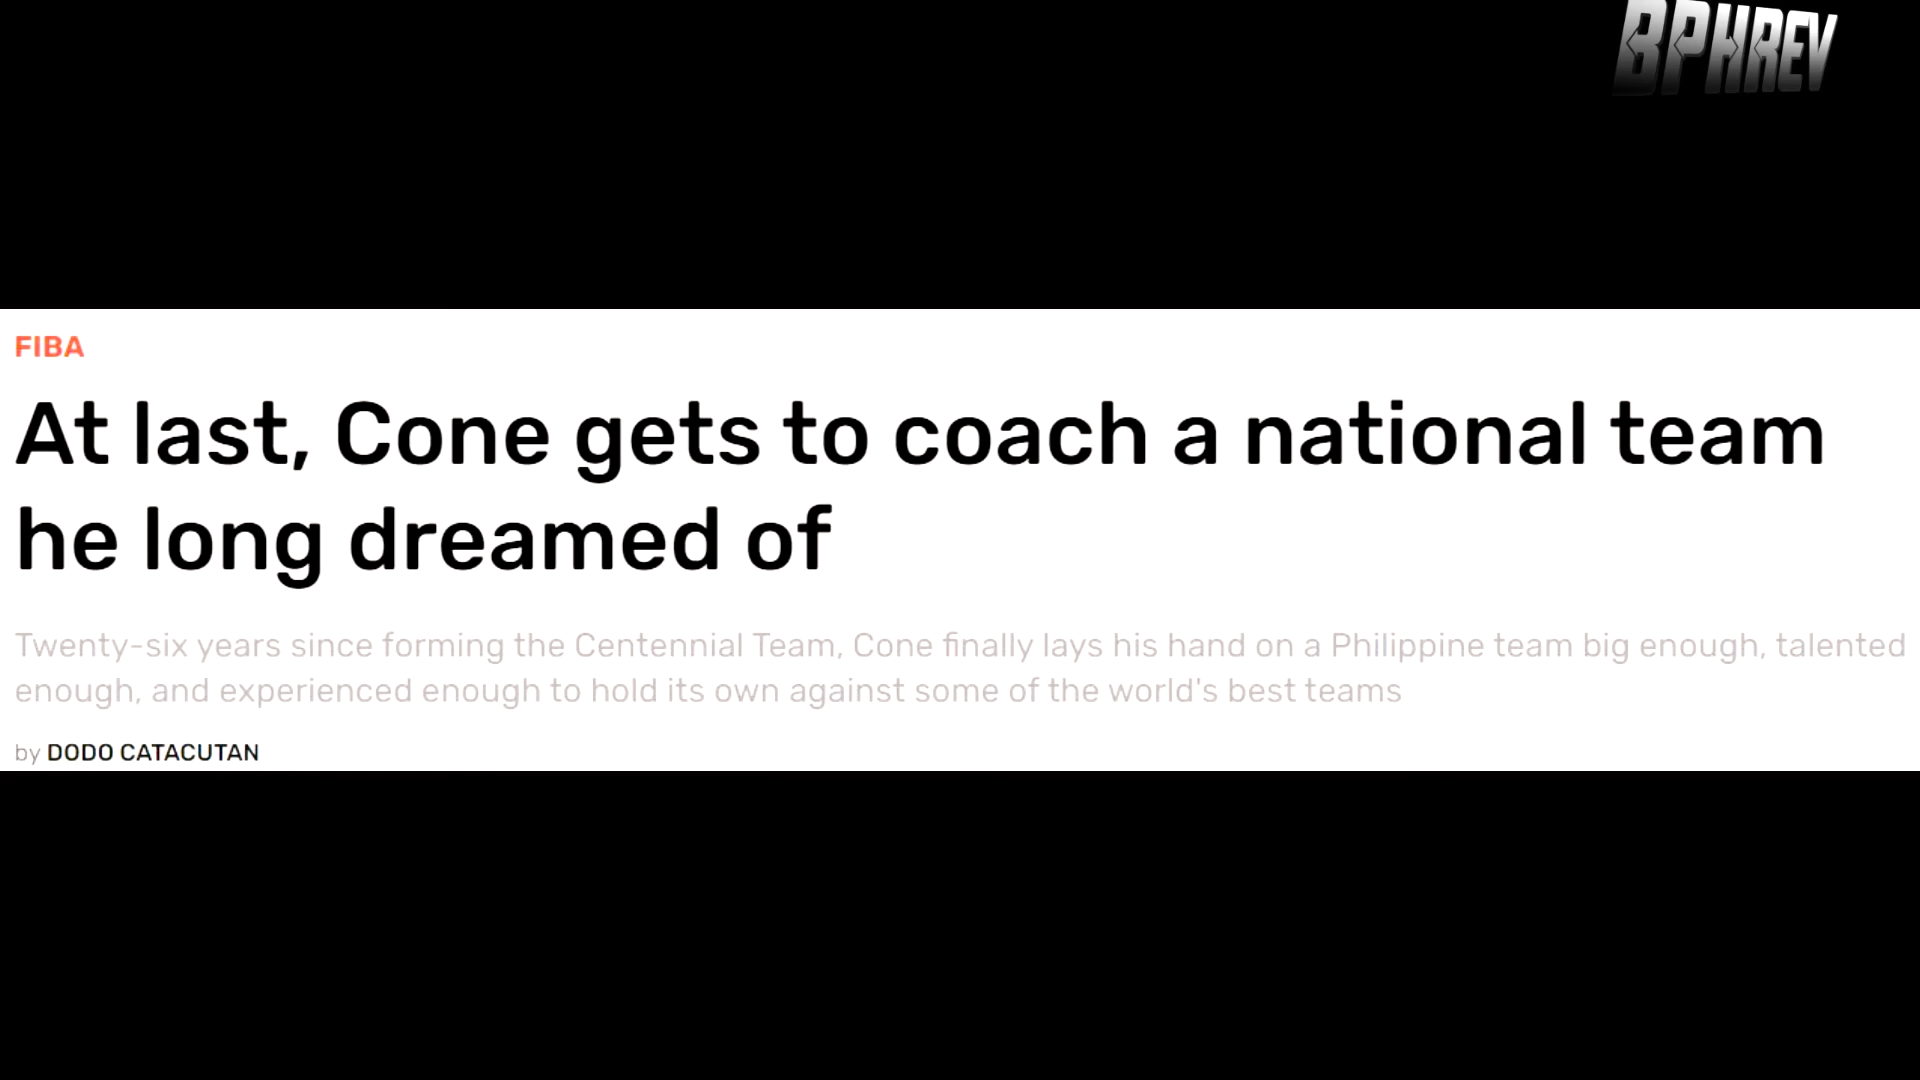 BPHREV
FIBA
At last, Cone gets to coach a national team
he long dreamed of
Twenty-six years since forming the Centennial Team, Cone finally lays his hand on a Philippine team big enough, talented
enough, and experienced enough to hold its own against some of the world's best teams
by DODO CATACUTAN